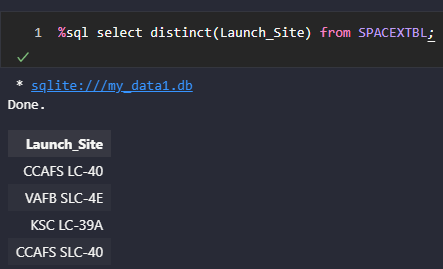 1 %sql select distinct(Launch_Site) from SPACEXTBL;
* sqlite:///my_data1.db
Done.
Launch_Site
CCAFS LC-40
VAFB SLC-4E
KSC LC-39A
CCAFS SLC-40